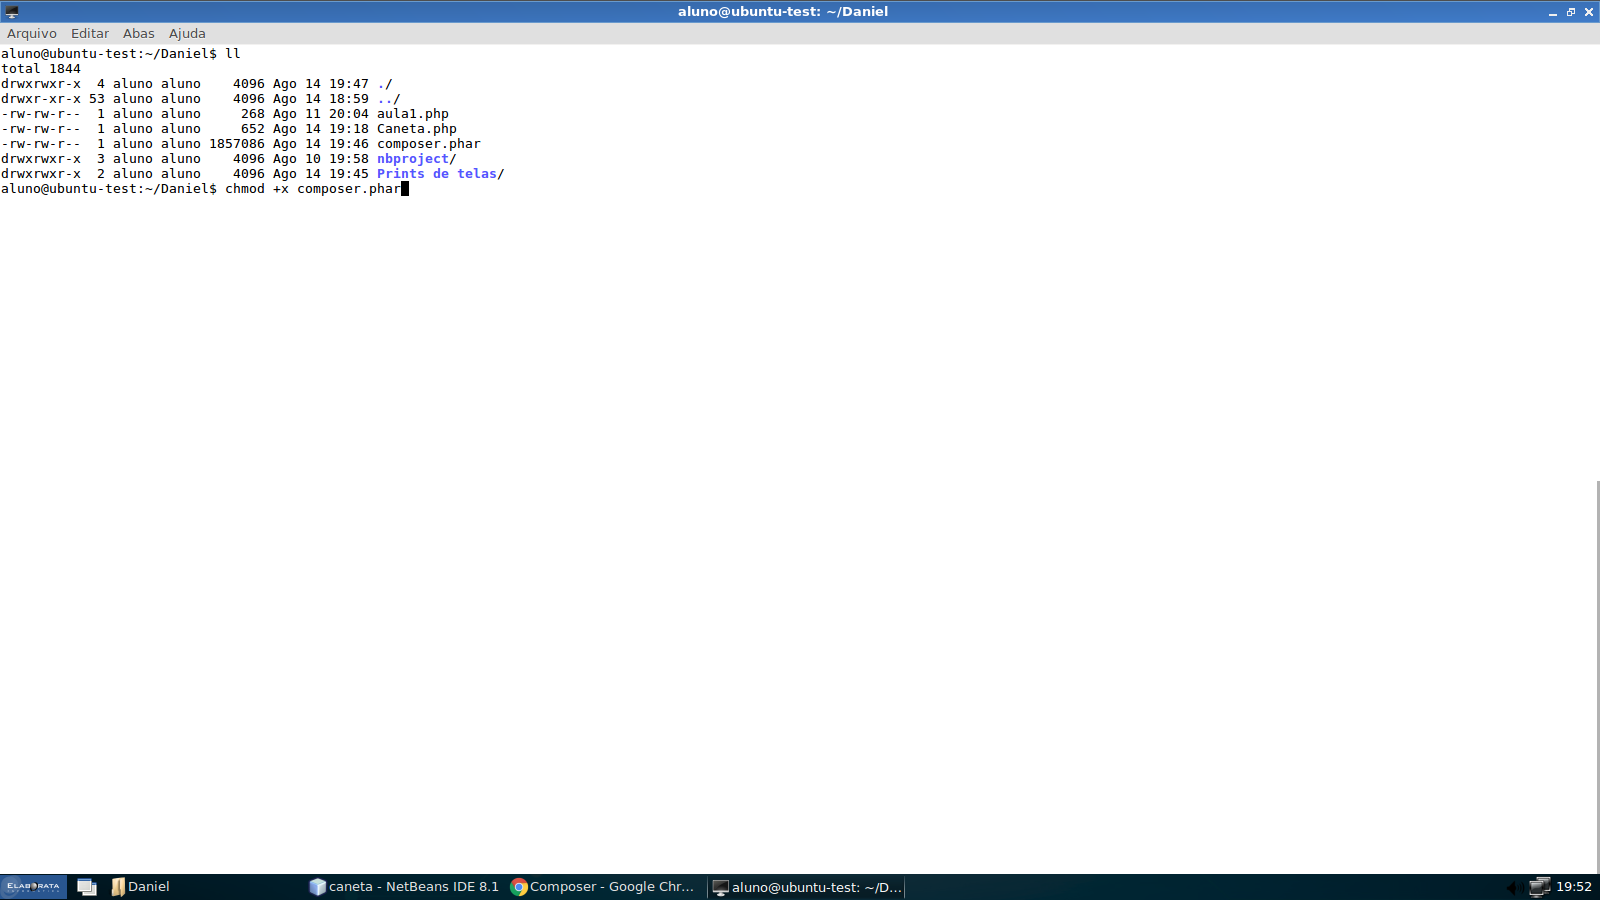 aluno@ubuntu-test: ~/Daniel
Arquivo Editar Abas Ajuda
aluno@ubuntu-test:~/Daniel$ ll
total 1844
drwxrwxr-x  4 aluno aluno    4096 Ago 14 19:47 ./
drwxr-xr-x 53 aluno aluno    4096 Ago 14 18:59 ../
-rw-rw-r--  1 aluno aluno     268 Ago 11 20:04 aula1.php
-rw-rw-r--  1 aluno aluno     652 Ago 14 19:18 Caneta.php
-rw-rw-r--  1 aluno aluno 1857086 Ago 14 19:46 composer.phar
drwxrwxr-x  3 aluno aluno    4096 Ago 10 19:58 nbproject/
drwxrwxr-x  2 aluno aluno    4096 Ago 14 19:45 Prints de telas/
aluno@ubuntu-test:~/Daniel$ chmod +x composer.phar
ELABORATA Daniel caneta - NetBeans IDE 8.1 Composer - Google Chr... aluno@ubuntu-test: ~/D... 19:52